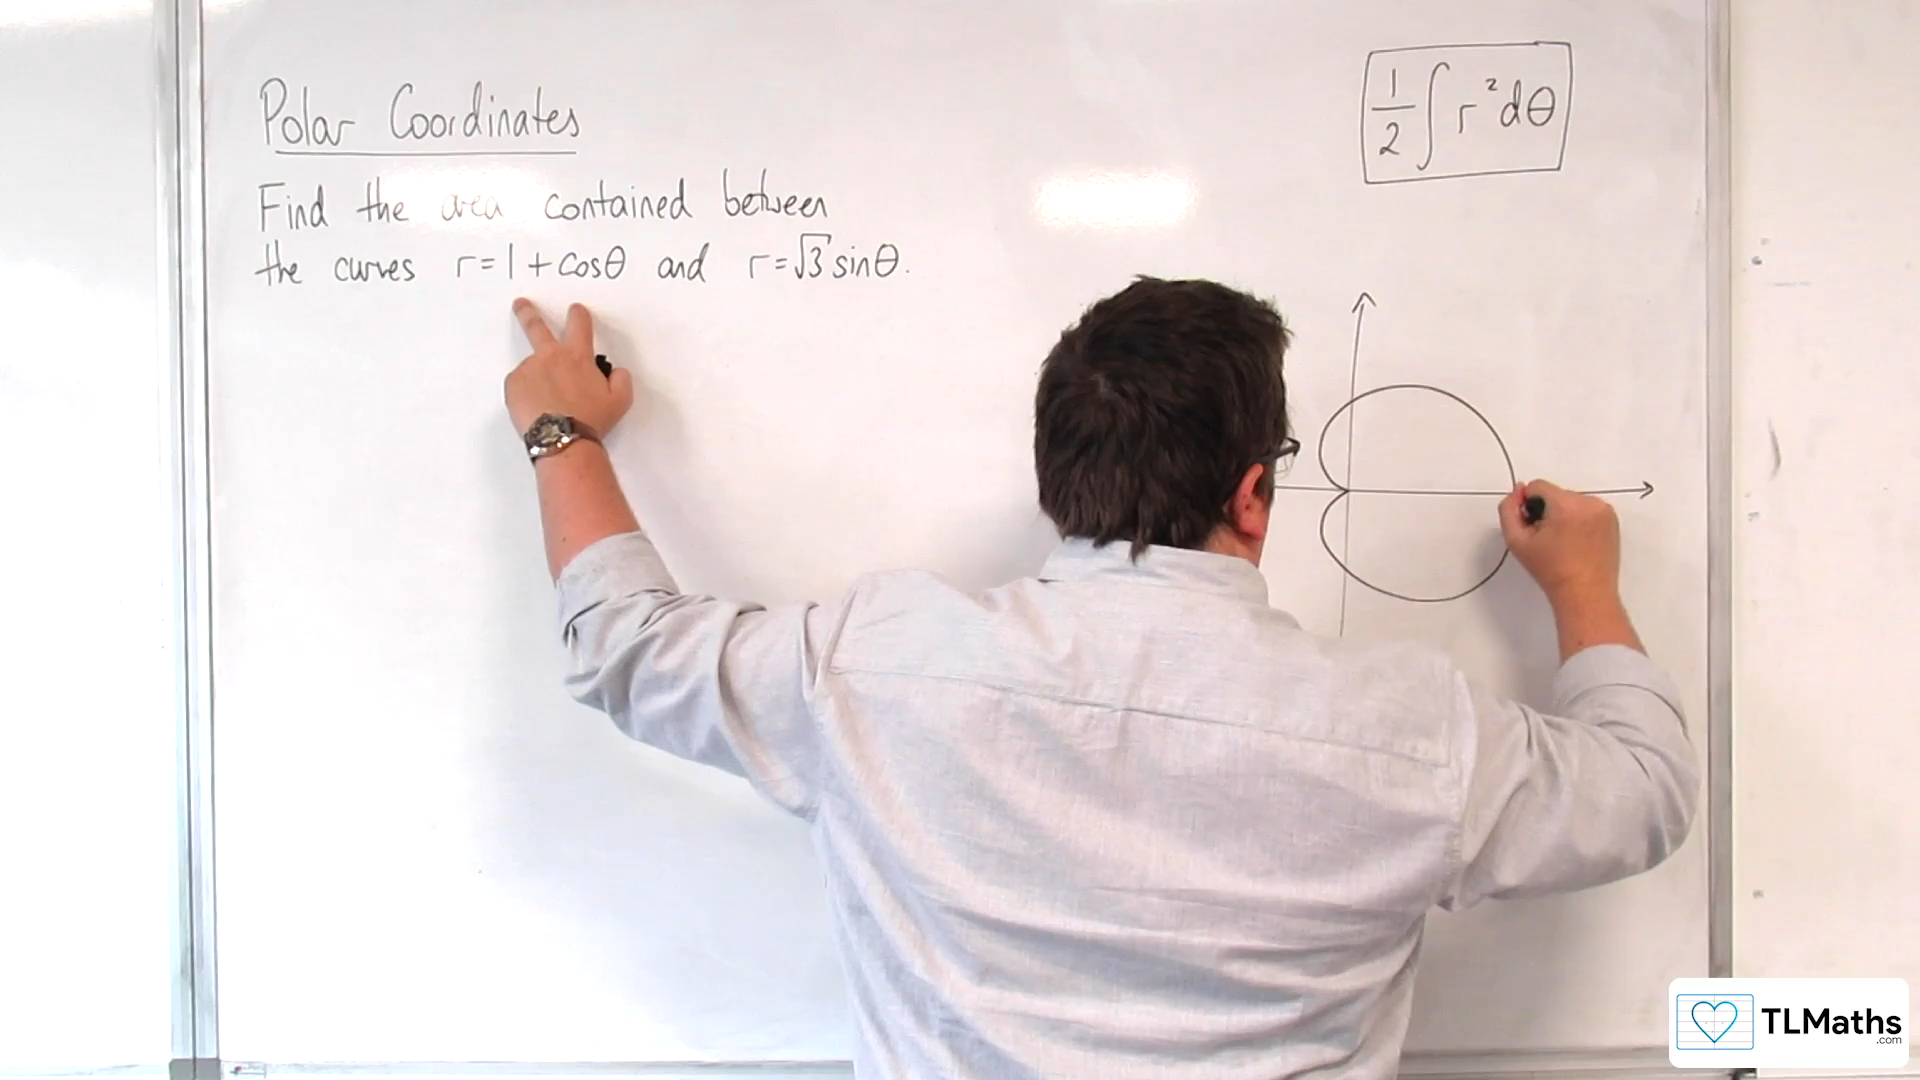 Polar Coordinates
Find the area contained between
the curves r=1+cosθ and r=√3 sinθ.
1/2 ∫ r² dθ
TLMaths
.com